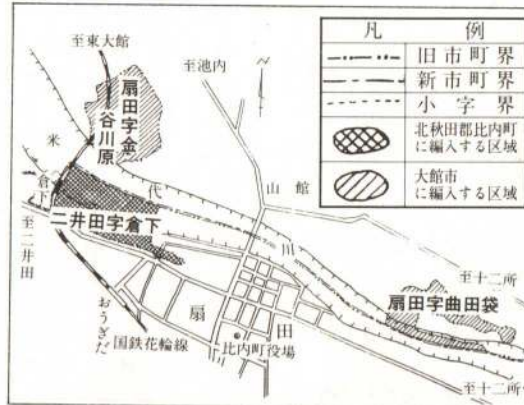 凡例
旧市町界
新市町界
小字界
北秋田郡比内町
に編入する区域
大館市
に編入する区域
至東大館
至池内
扇田字金
谷川原
米代川
山館
倉下
二井田字倉下
至二井田
至十二所
扇田字曲田袋
おうぎだ
扇田
国鉄花輪線
比内町役場
至十二所